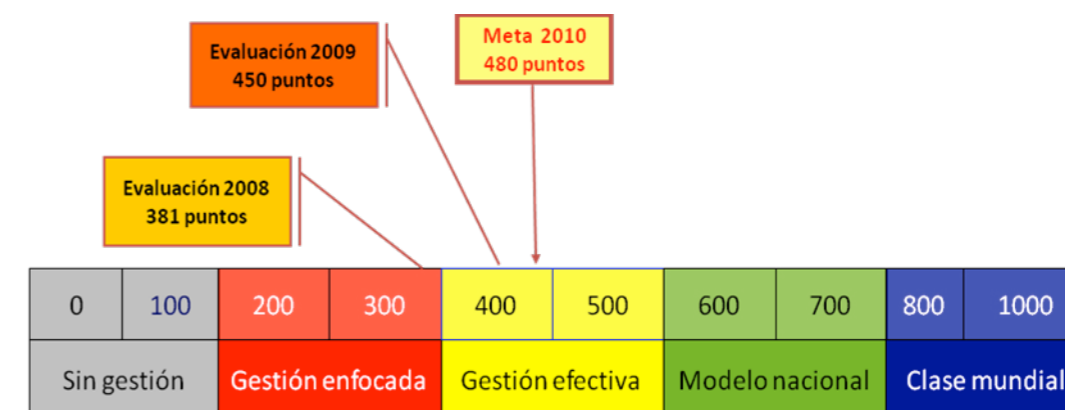 Evaluación 2009
450 puntos
Meta 2010
480 puntos
Evaluación 2008
381 puntos
0 100 200 300 400 500 600 700 800 1000
Sin gestión Gestión enfocada Gestión efectiva Modelo nacional Clase mundial